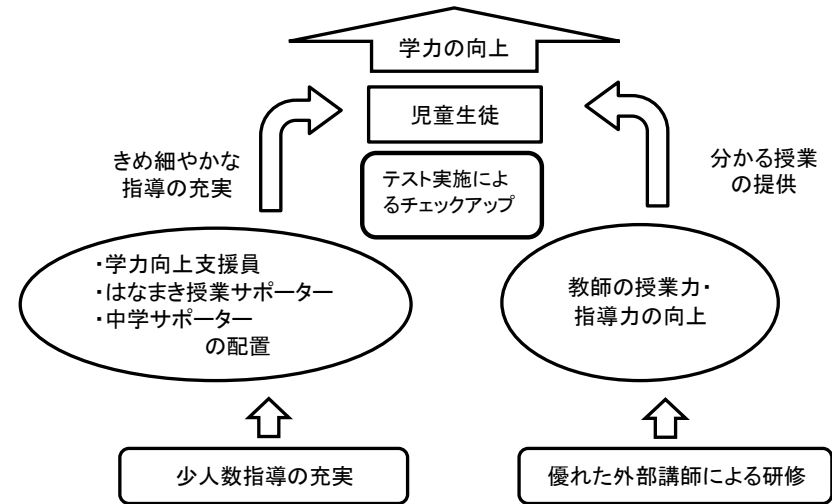 学力の向上
児童生徒
きめ細やかな
指導の充実
テスト実施によ
るチェックアップ
分かる授業
の提供
・学力向上支援員
・はなまき授業サポーター
・中学サポーター
の配置
教師の授業力・
指導力の向上
少人数指導の充実
優れた外部講師による研修